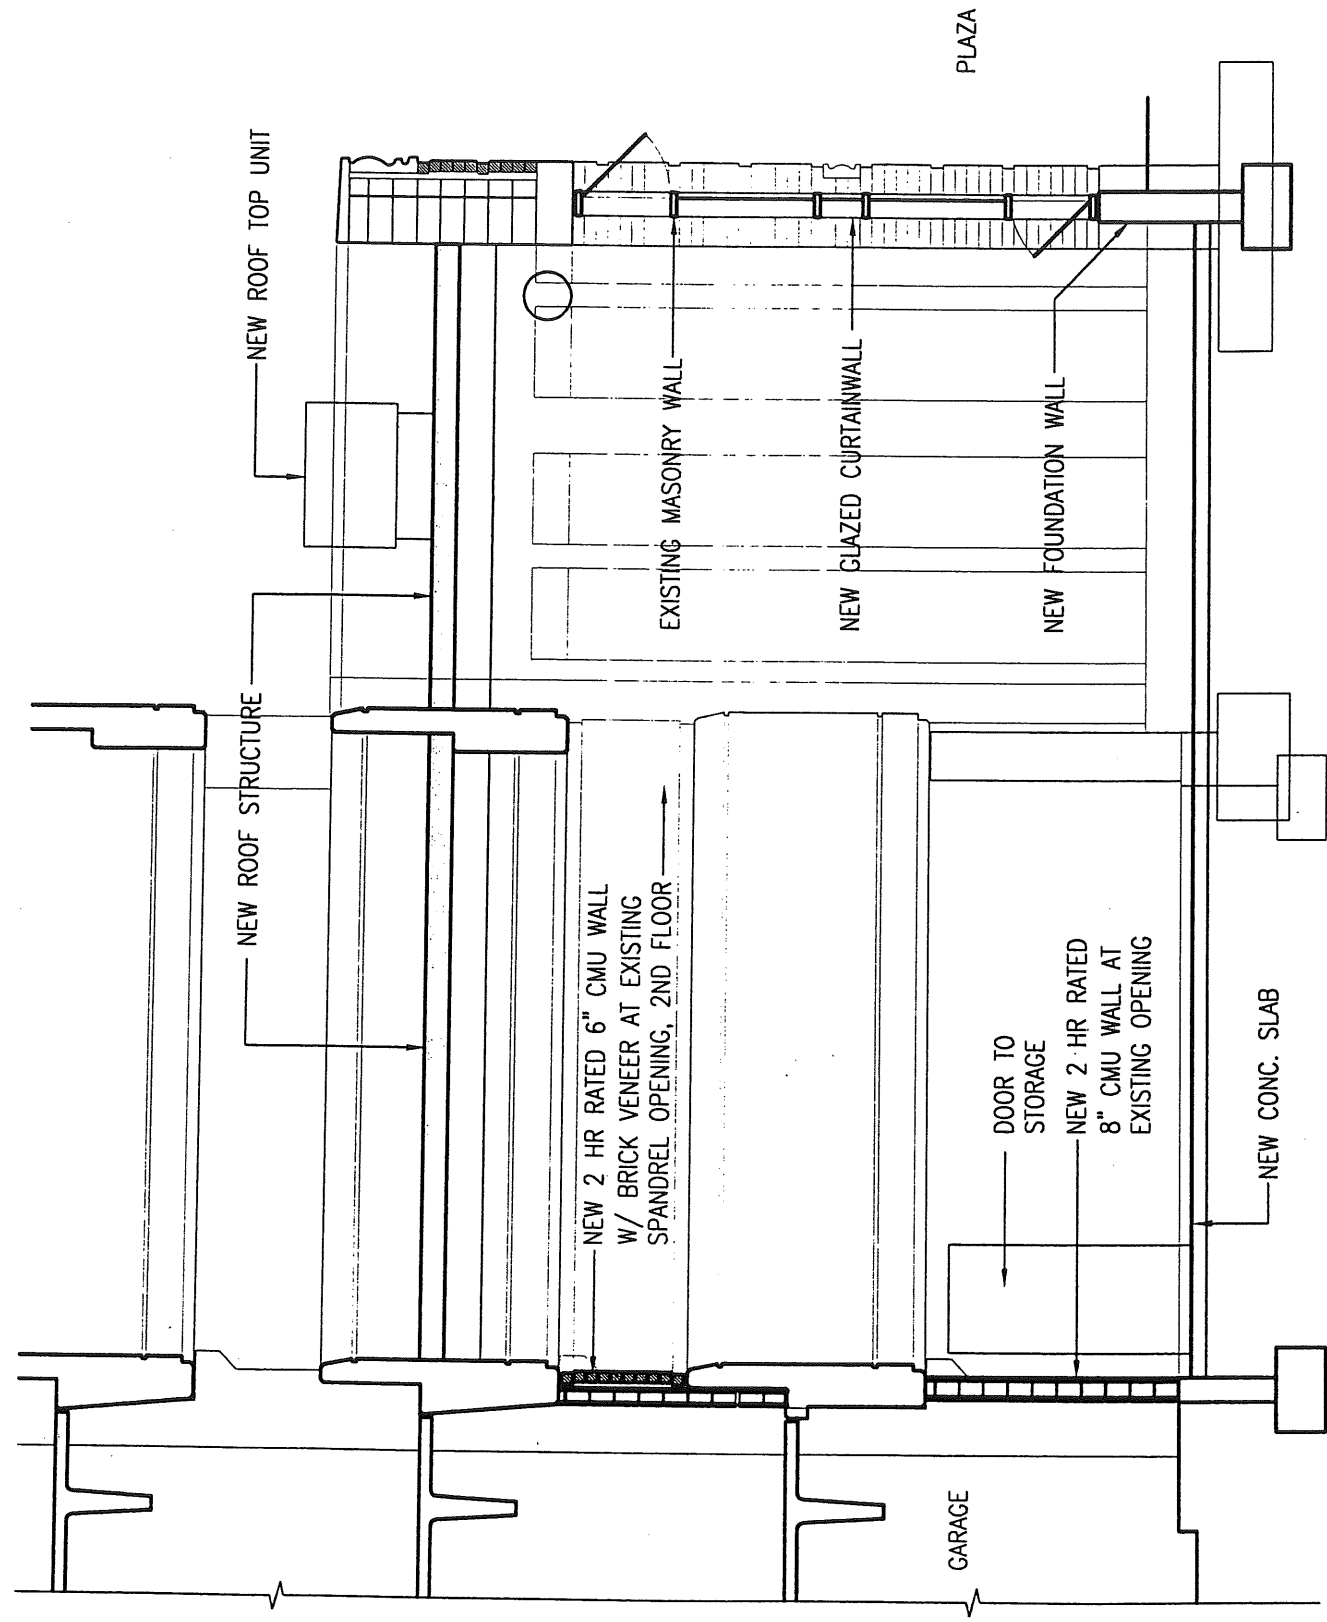 NEW ROOF TOP UNIT
NEW ROOF STRUCTURE
PLAZA
EXISTING MASONRY WALL
NEW GLAZED CURTAINWALL
NEW FOUNDATION WALL
NEW 2 HR RATED 6" CMU WALL
W/ BRICK VENEER AT EXISTING
SPANDREL OPENING, 2ND FLOOR
DOOR TO
STORAGE
NEW 2 HR RATED
8" CMU WALL AT
EXISTING OPENING
NEW CONC. SLAB
GARAGE